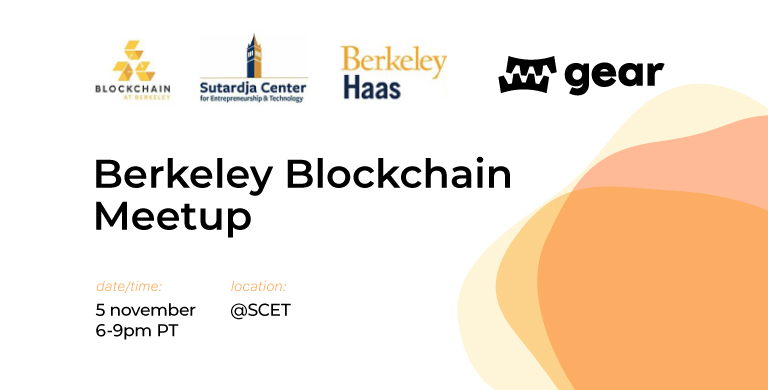 BLOCKCHAIN
AT BERKELEY
Sutardja Center
for Entrepreneurship & Technology
Berkeley
Haas
gear
Berkeley Blockchain
Meetup
date/time:
5 november
6-9pm PT
location:
@SCET